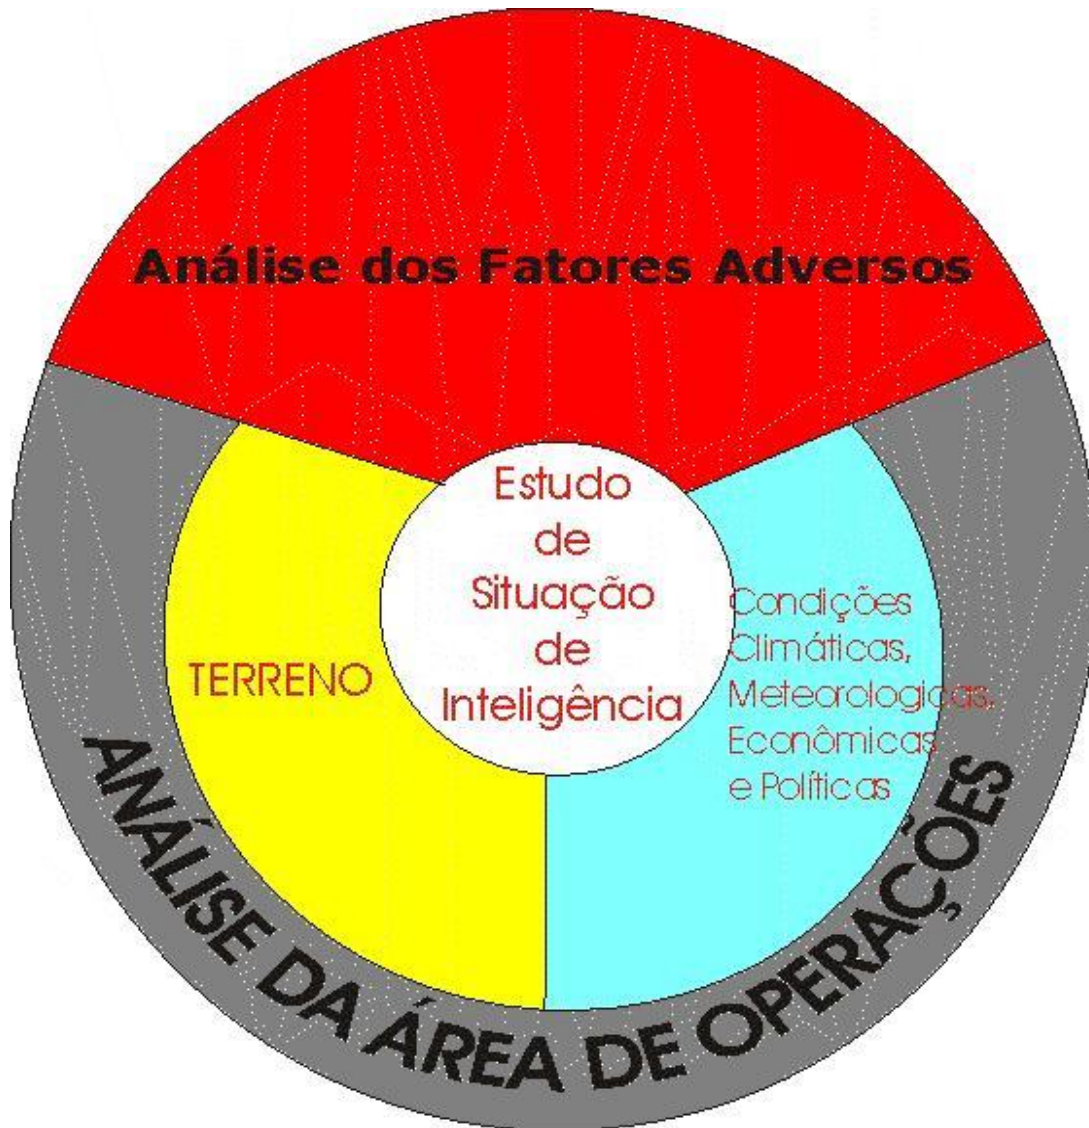 Análise dos Fatores Adversos
Estudo
de
Situação
de
Inteligência
TERRENO
Condições
Climáticas,
Meteorologicas,
Econômicas
e Políticas
ANÁLISE DA ÁREA DE OPERAÇÕES